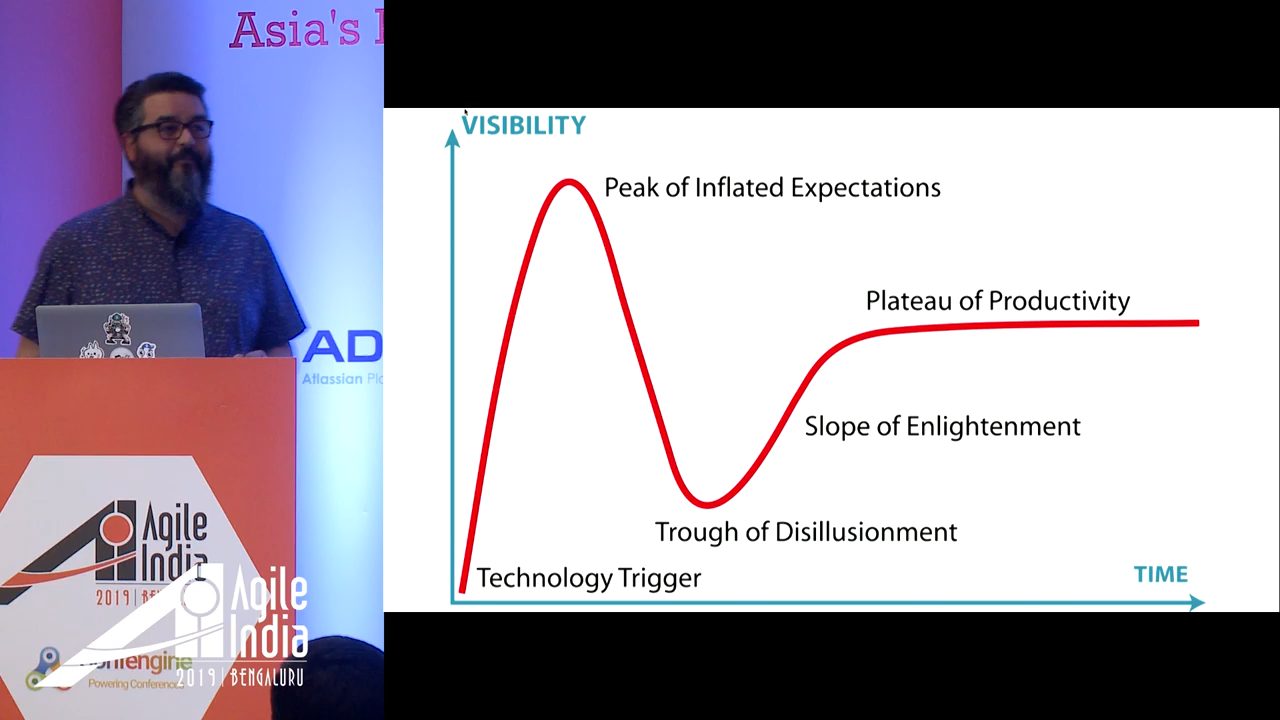 Asia's
AD
Atlassian
Agile
India
2019
Agile
India
2019 | BENGALURU
Powering Conferences
VISIBILITY
Peak of Inflated Expectations
Plateau of Productivity
Slope of Enlightenment
Trough of Disillusionment
Technology Trigger
TIME